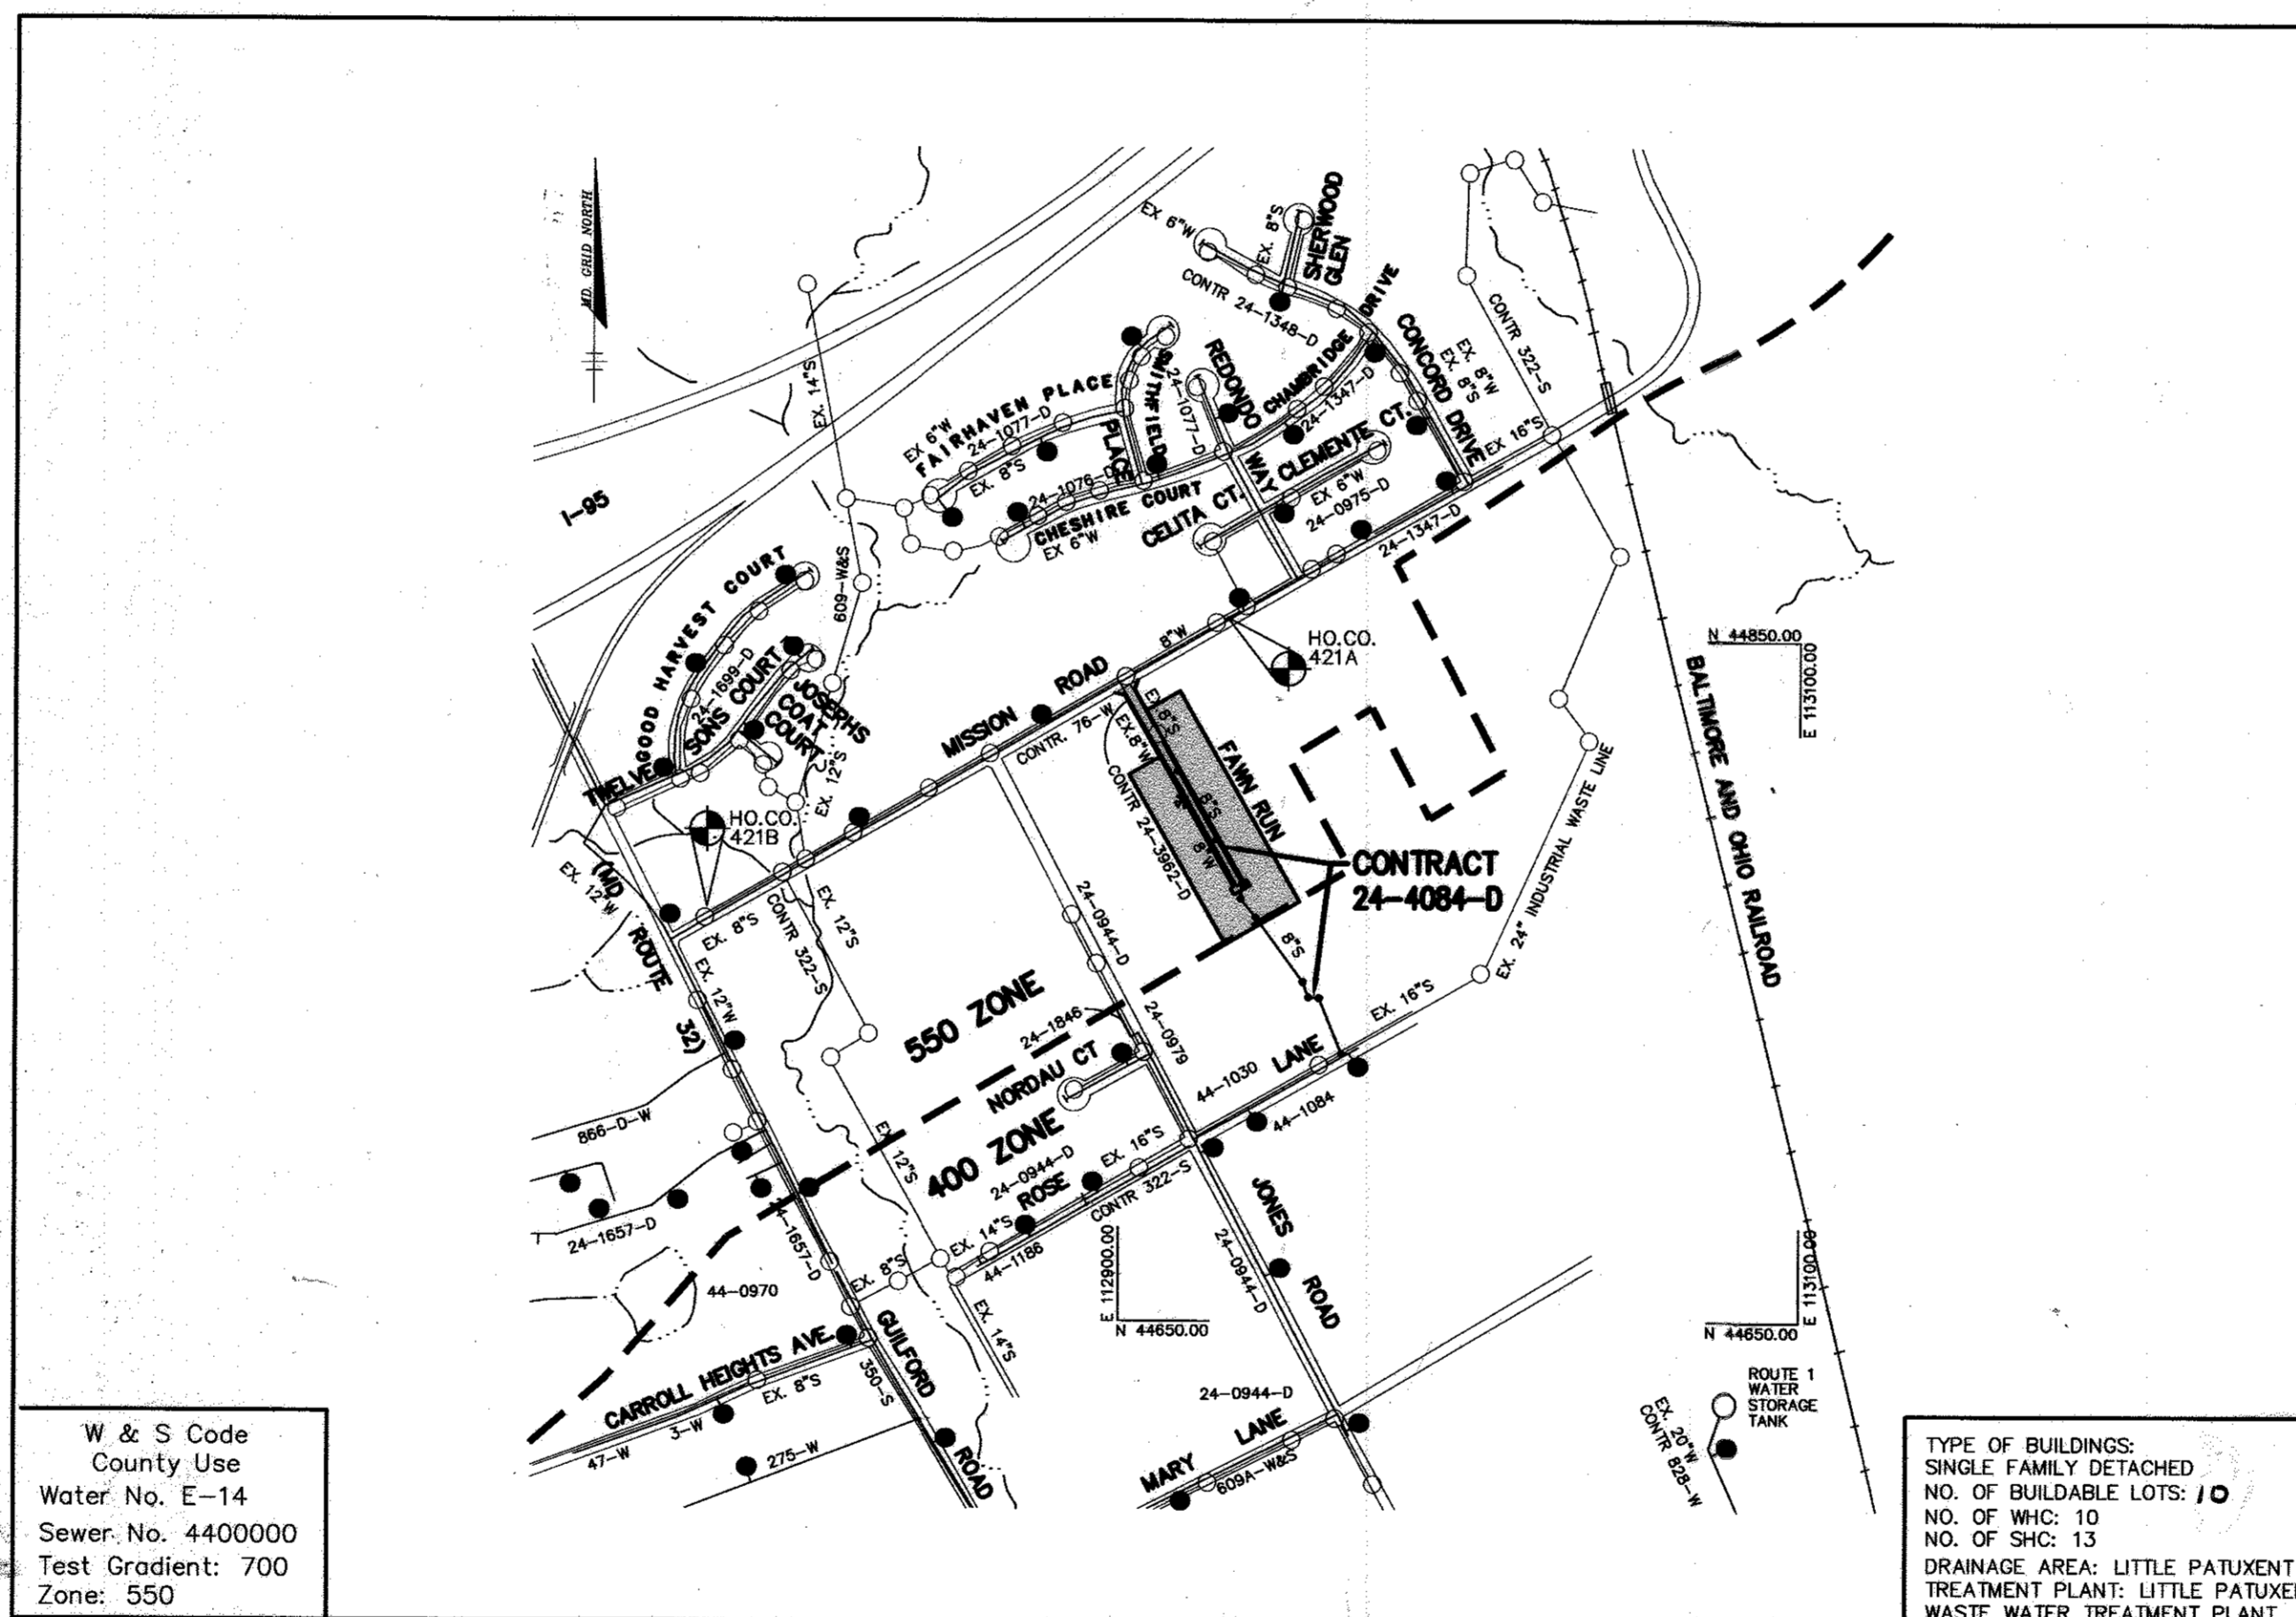 MD. GRID NORTH
I-95
EX. 14"S
609-W&S
EX 6"W
EX. 8"S
SHERWOOD
GLEN
CONTR 24-1348-D
CHAMBRIDGE DRIVE
24-1347-D
CONCORD DRIVE
EX. 8"W
EX. 8"S
CONTR 322-S
EX 16"S
REDONDO
WAY
SMITHFIELD
PLACE
24-1077-D
FAIRHAVEN PLACE
EX 6"W
24-1077-D
EX. 8"S
24-1076-D
CHESHIRE COURT
EX 6"W
CELITA CT.
CLEMENTE CT.
EX 6"W
24-0975-D
24-1347-D
GOOD HARVEST COURT
24-1699-D
TWELVE SONS COURT
JOSEPHS
COAT
COURT
EX. 12"S
HO.CO.
421A
HO.CO.
421B
MISSION ROAD
8"W
CONTR. 76-W
EX.8"S
EX.8"W
FAWN RUN
8"S
8"W
CONTR 24-3962-D
CONTRACT
24-4084-D
8"S
N 44850.00
E 113100.00
BALTIMORE AND OHIO RAILROAD
EX. 24" INDUSTRIAL WASTE LINE
EX. 12"W
(MD ROUTE 32)
EX. 8"S
CONTR 322-S
EX. 12"S
EX. 12"W
24-0944-D
550 ZONE
24-1846
24-0979
NORDAU CT
400 ZONE
EX. 16"S
44-1030
ROSE LANE
44-1084
24-0944-D
EX. 16"S
CONTR 322-S
EX. 12"S
EX. 14"S
44-1186
866-D-W
24-1657-D
24-1657-D
44-0970
EX. 8"S
EX. 14"S
JONES ROAD
24-0944-D
E 112900.00
N 44650.00
E 113100.00
N 44650.00
CARROLL HEIGHTS AVE.
EX. 8"S
350-S
GUILFORD ROAD
3-W
47-W
275-W
24-0944-D
MARY LANE
609A-W&S
ROUTE 1
WATER
STORAGE
TANK
EX. 20"W
CONTR 828-W
W & S Code
County Use
Water No. E-14
Sewer No. 4400000
Test Gradient: 700
Zone: 550
TYPE OF BUILDINGS:
SINGLE FAMILY DETACHED
NO. OF BUILDABLE LOTS: 10
NO. OF WHC: 10
NO. OF SHC: 13
DRAINAGE AREA: LITTLE PATUXENT
TREATMENT PLANT: LITTLE PATUXE
WASTE WATER TREATMENT PLANT